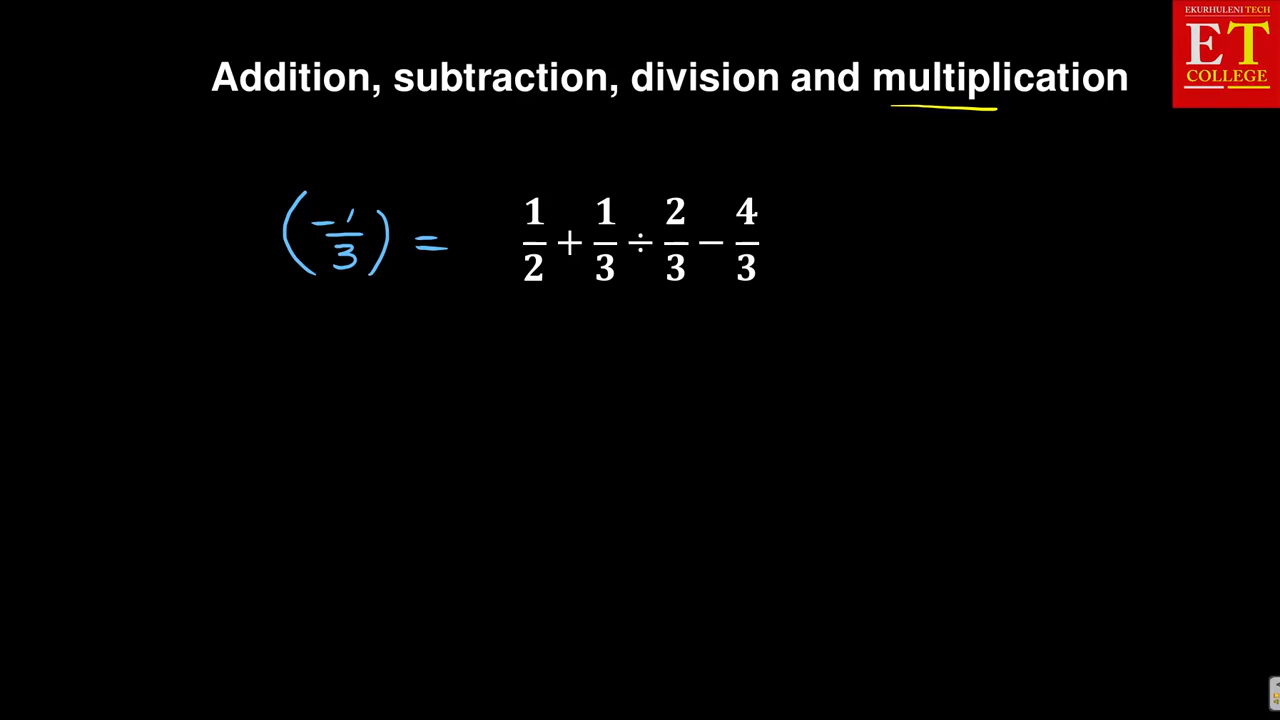 EKURHULENI TECH
ET
COLLEGE
Addition, subtraction, division and multiplication
(-1/3) = 1/2 + 1/3 ÷ 2/3 − 4/3